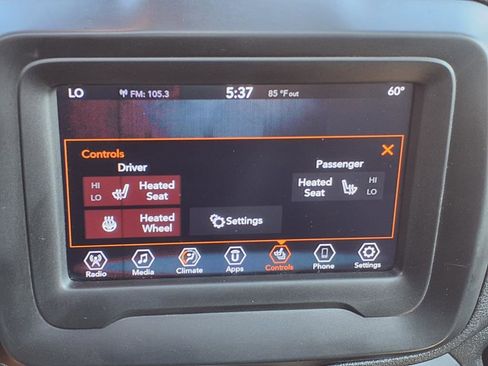 LO FM: 105.3 5:37 85 °F out 60°
Controls
Driver Passenger
HI LO Heated Seat
Heated Seat HI LO
Heated Wheel
Settings
Radio Media Climate Apps Controls Phone Settings